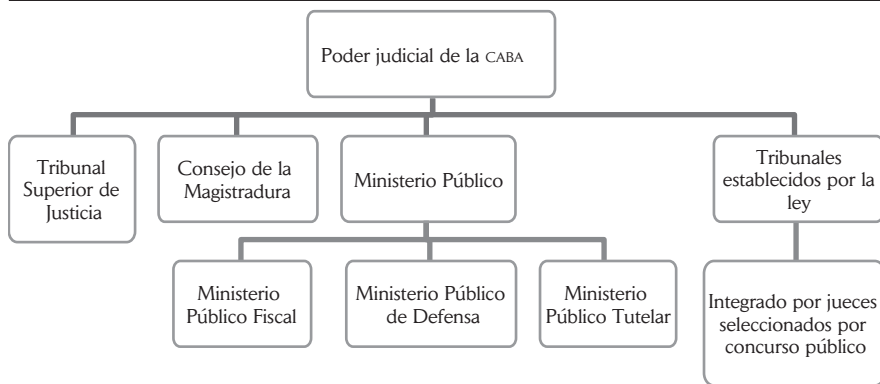 Poder judicial de la CABA
Tribunal
Superior de
Justicia
Consejo de la
Magistradura
Ministerio Público
Tribunales
establecidos por la
ley
Ministerio
Público Fiscal
Ministerio Público
de Defensa
Ministerio
Público Tutelar
Integrado por jueces
seleccionados por
concurso público